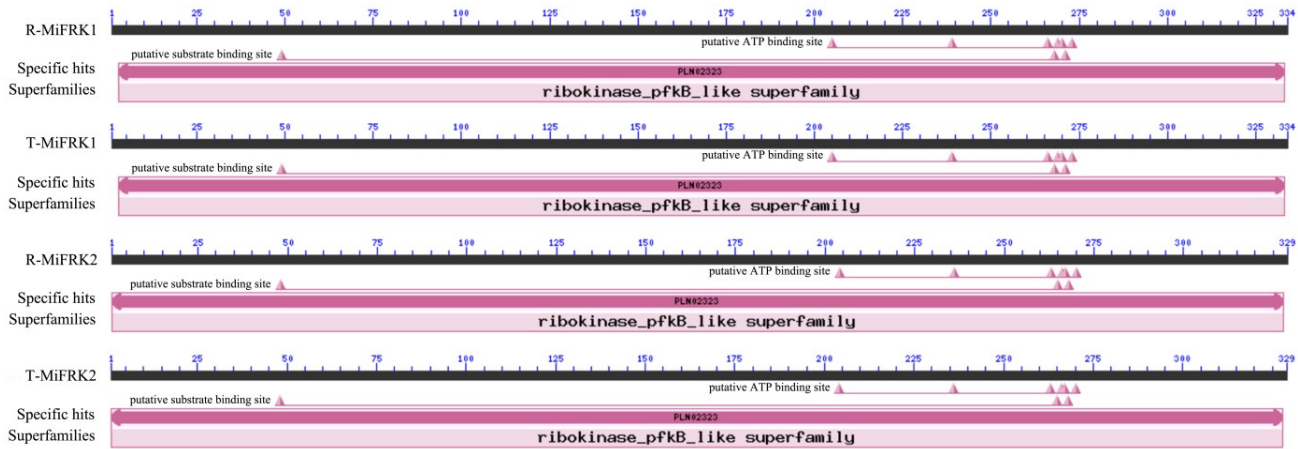 1 25 50 75 100 125 150 175 200 225 250 275 300 325 334
R-MiFRK1
putative ATP binding site
putative substrate binding site
Specific hits PLN02323
Superfamilies ribokinase_pfkB_like superfamily
1 25 50 75 100 125 150 175 200 225 250 275 300 325 334
T-MiFRK1
putative ATP binding site
putative substrate binding site
Specific hits PLN02323
Superfamilies ribokinase_pfkB_like superfamily
1 25 50 75 100 125 150 175 200 225 250 275 300 329
R-MiFRK2
putative ATP binding site
putative substrate binding site
Specific hits PLN02323
Superfamilies ribokinase_pfkB_like superfamily
1 25 50 75 100 125 150 175 200 225 250 275 300 329
T-MiFRK2
putative ATP binding site
putative substrate binding site
Specific hits PLN02323
Superfamilies ribokinase_pfkB_like superfamily